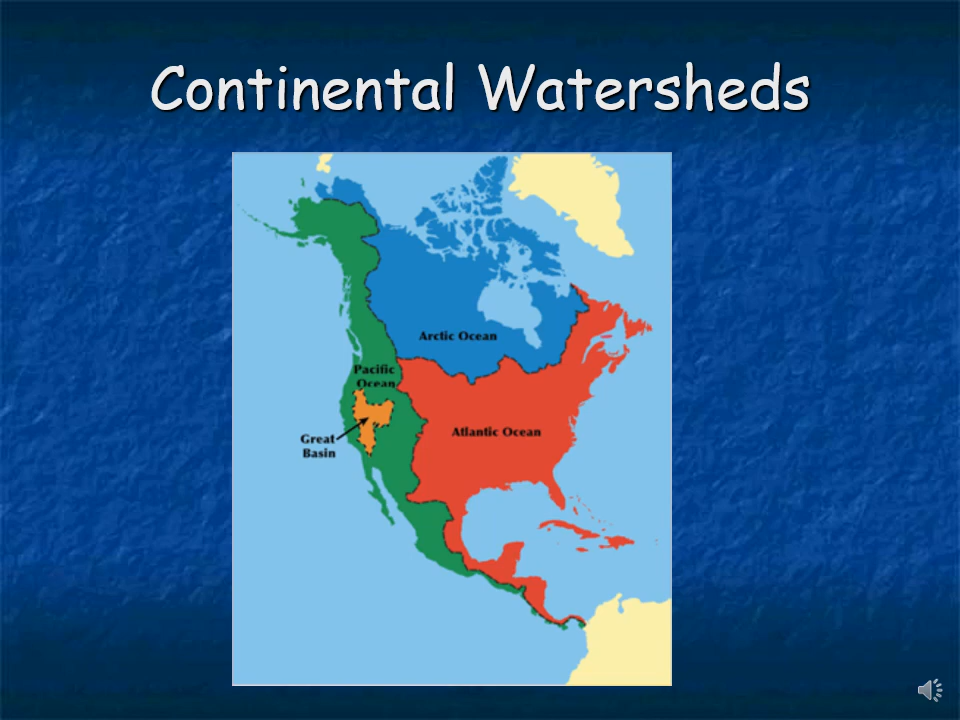 Continental Watersheds
Arctic Ocean
Pacific
Ocean
Atlantic Ocean
Great
Basin